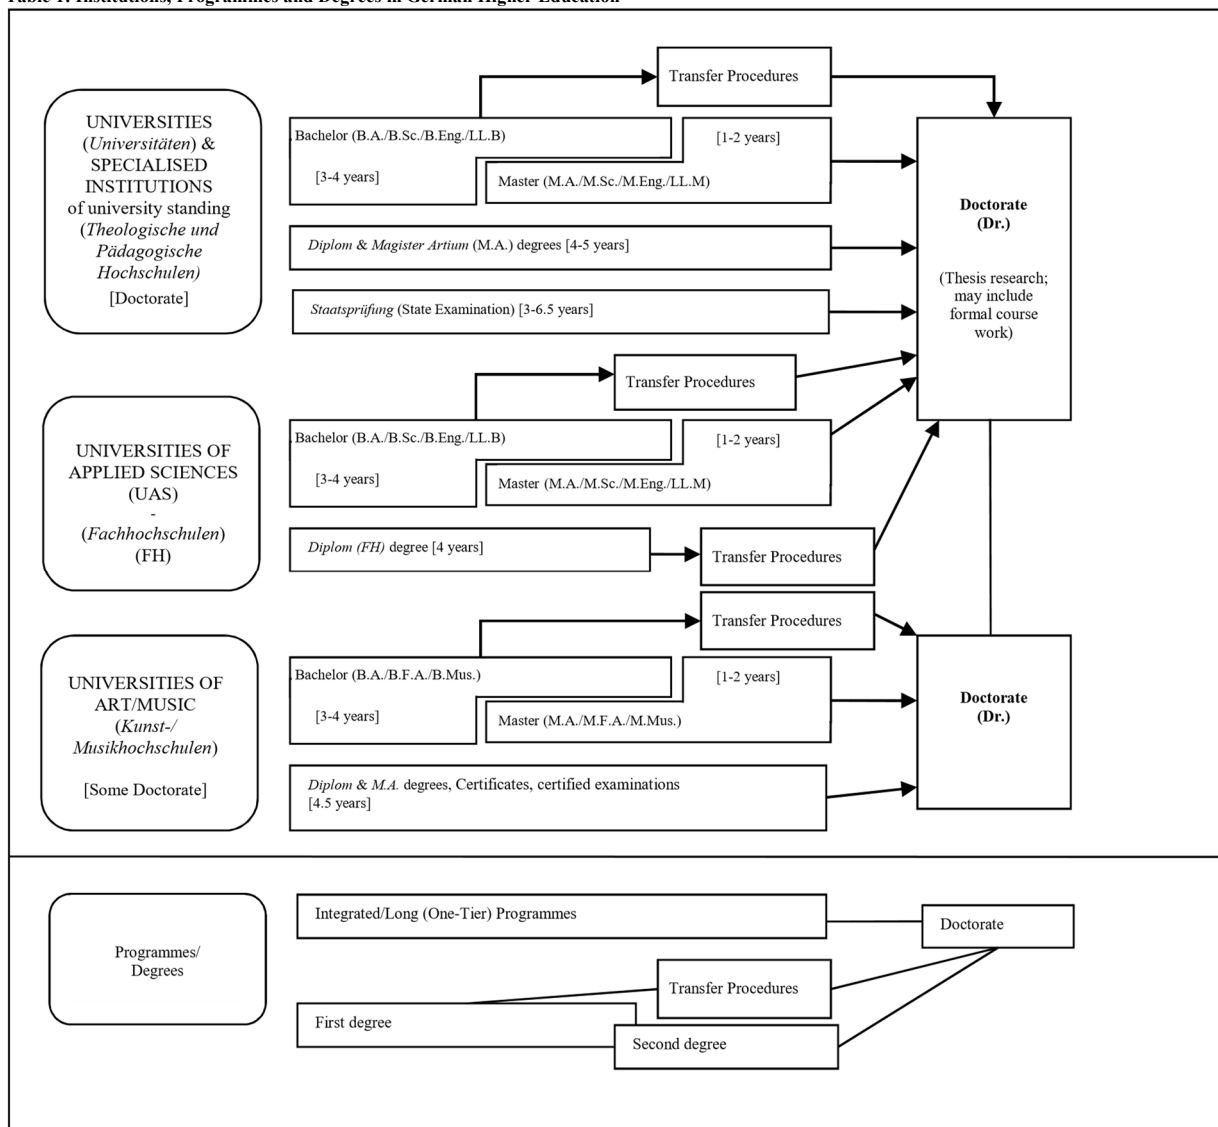 Table 1: Institutions, Programmes and Degrees in German Higher Education
Transfer Procedures
UNIVERSITIES
(Universitäten) &
SPECIALISED
INSTITUTIONS
of university standing
(Theologische und
Pädagogische
Hochschulen)
[Doctorate]
Bachelor (B.A./B.Sc./B.Eng./LL.B)
[3-4 years]
[1-2 years]
Master (M.A./M.Sc./M.Eng./LL.M)
Diplom & Magister Artium (M.A.) degrees [4-5 years]
Staatsprüfung (State Examination) [3-6.5 years]
Doctorate
(Dr.)
(Thesis research;
may include
formal course
work)
Transfer Procedures
UNIVERSITIES OF
APPLIED SCIENCES
(UAS)
-
(Fachhochschulen)
(FH)
Bachelor (B.A./B.Sc./B.Eng./LL.B)
[3-4 years]
[1-2 years]
Master (M.A./M.Sc./M.Eng./LL.M)
Diplom (FH) degree [4 years]
Transfer Procedures
Transfer Procedures
UNIVERSITIES OF
ART/MUSIC
(Kunst-/
Musikhochschulen)
[Some Doctorate]
Bachelor (B.A./B.F.A./B.Mus.)
[3-4 years]
[1-2 years]
Master (M.A./M.F.A./M.Mus.)
Diplom & M.A. degrees, Certificates, certified examinations
[4.5 years]
Doctorate
(Dr.)
Programmes/
Degrees
Integrated/Long (One-Tier) Programmes
Doctorate
Transfer Procedures
First degree
Second degree